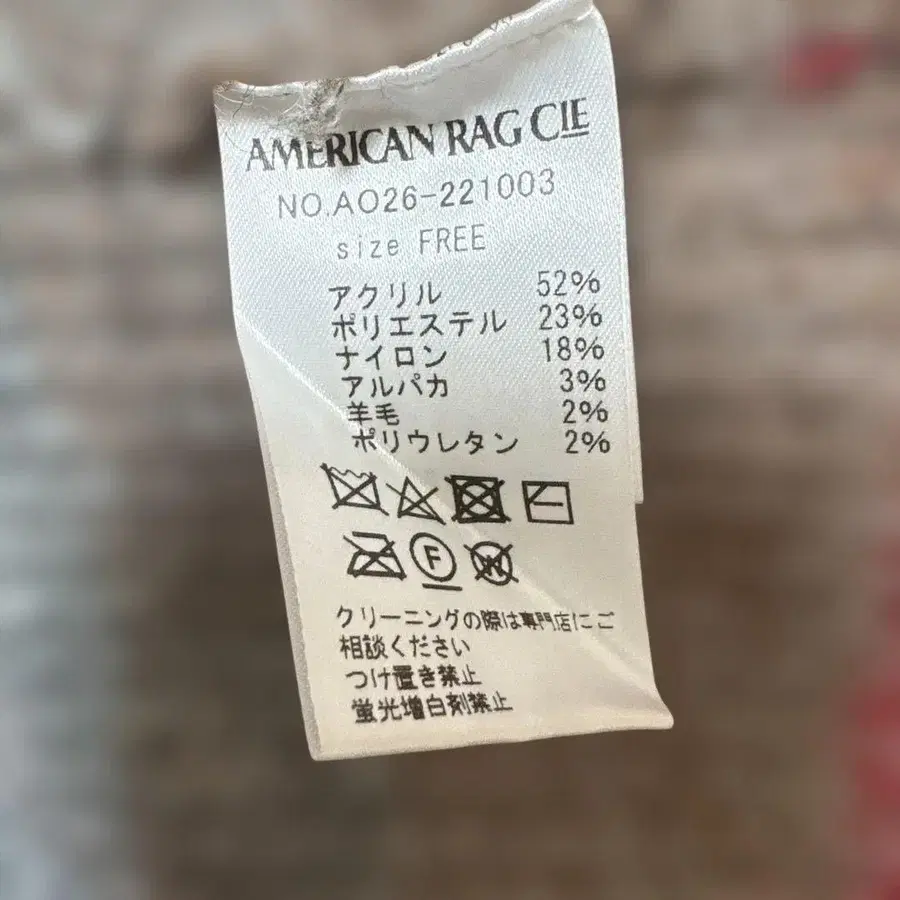 AMERICAN RAG CIE
NO.AO26-221003
size FREE
アクリル 52%
ポリエステル 23%
ナイロン 18%
アルパカ 3%
羊毛 2%
ポリウレタン 2%
F
W
クリーニングの際は専門店にご
相談ください
つけ置き禁止
蛍光増白剤禁止